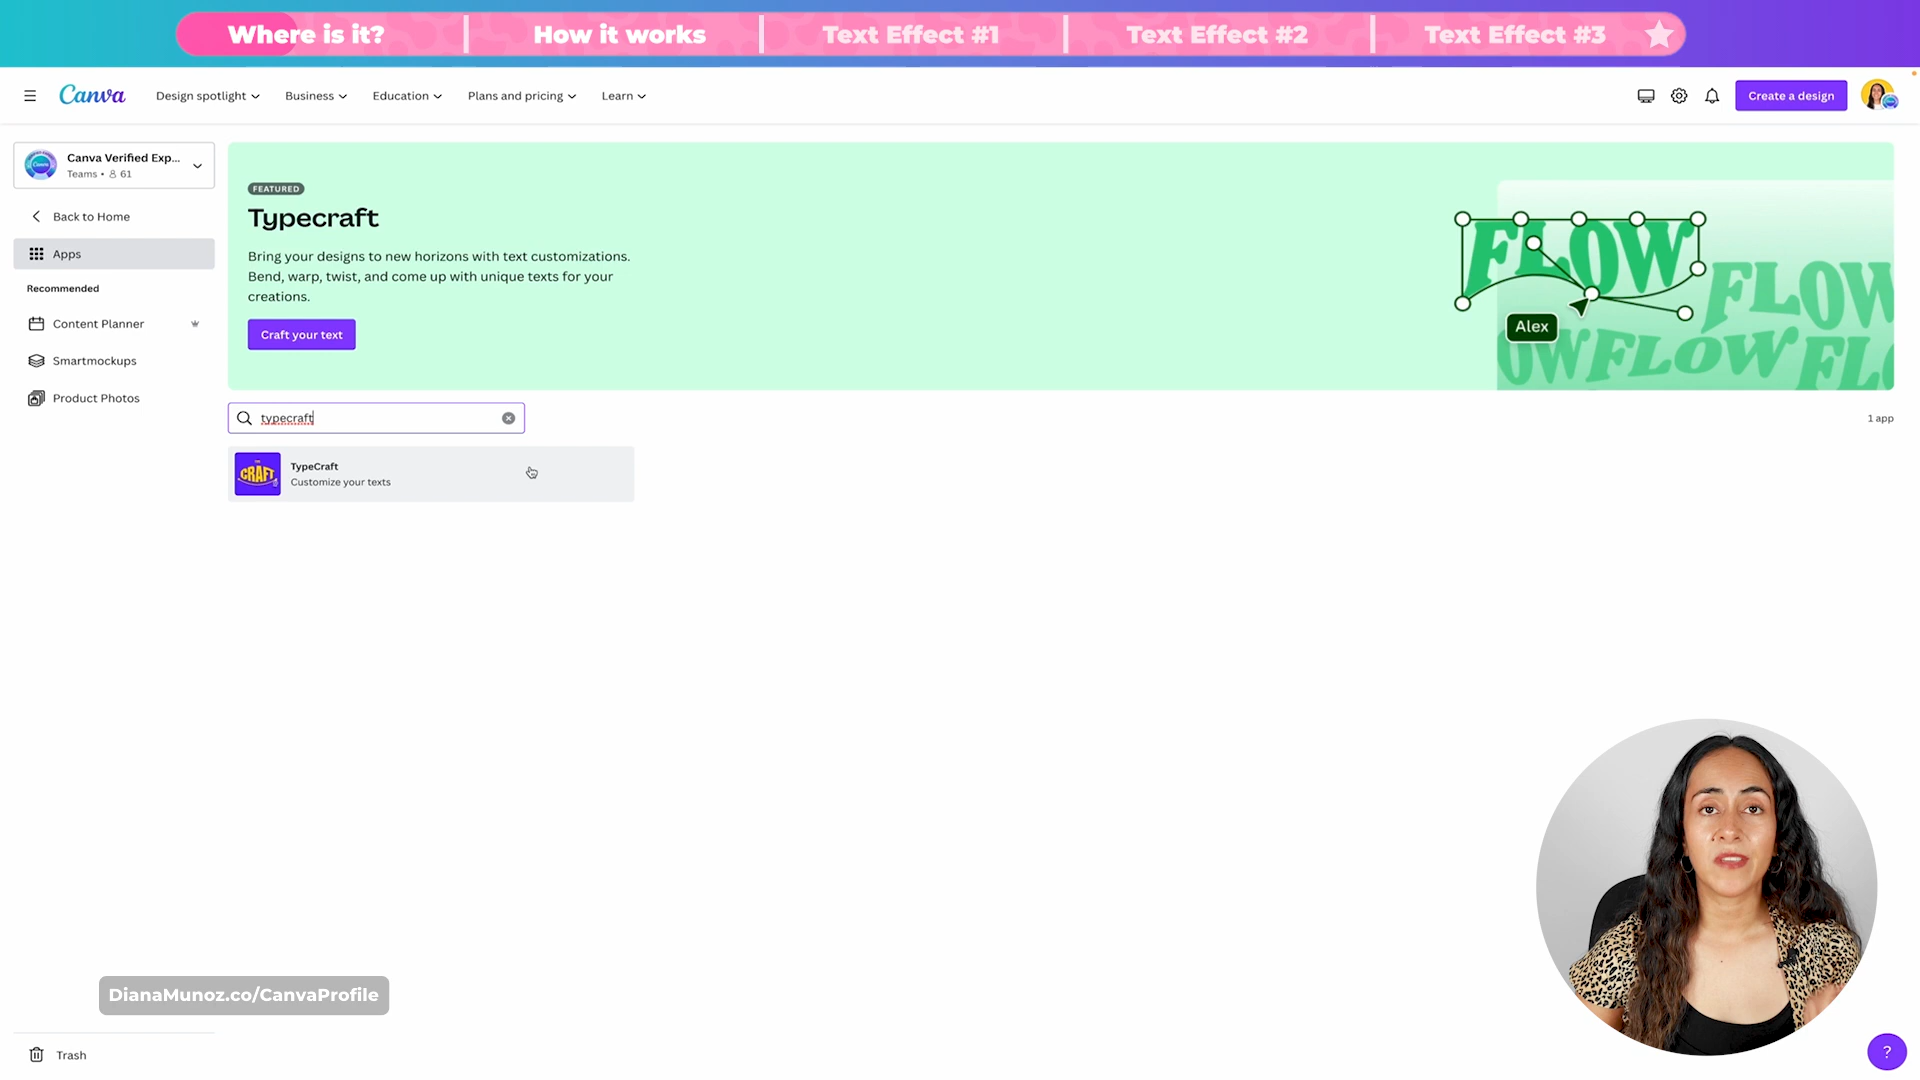 Where is it?
How it works
Text Effect #1
Text Effect #2
Text Effect #3
Canva
Design spotlight
Business
Education
Plans and pricing
Learn
Create a design
Canva Verified Exp...
Teams • 61
Back to Home
Apps
Recommended
Content Planner
Smartmockups
Product Photos
FEATURED
Typecraft
Bring your designs to new horizons with text customizations.
Bend, warp, twist, and come up with unique texts for your
creations.
Craft your text
FLOW
FLOW
Alex
OWFLOWFL
typecraft
1 app
CRAFT
TypeCraft
Customize your texts
DianaMunoz.co/CanvaProfile
Trash
?